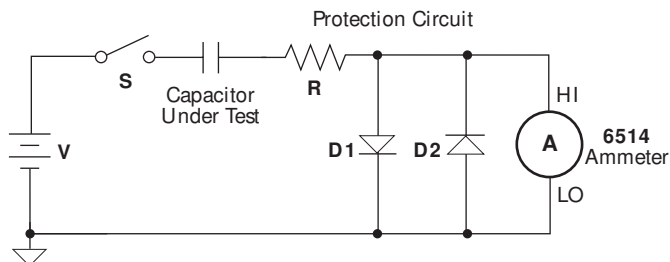 Protection Circuit
S
Capacitor
Under Test
R
HI
V
D1
D2
A
6514
Ammeter
LO